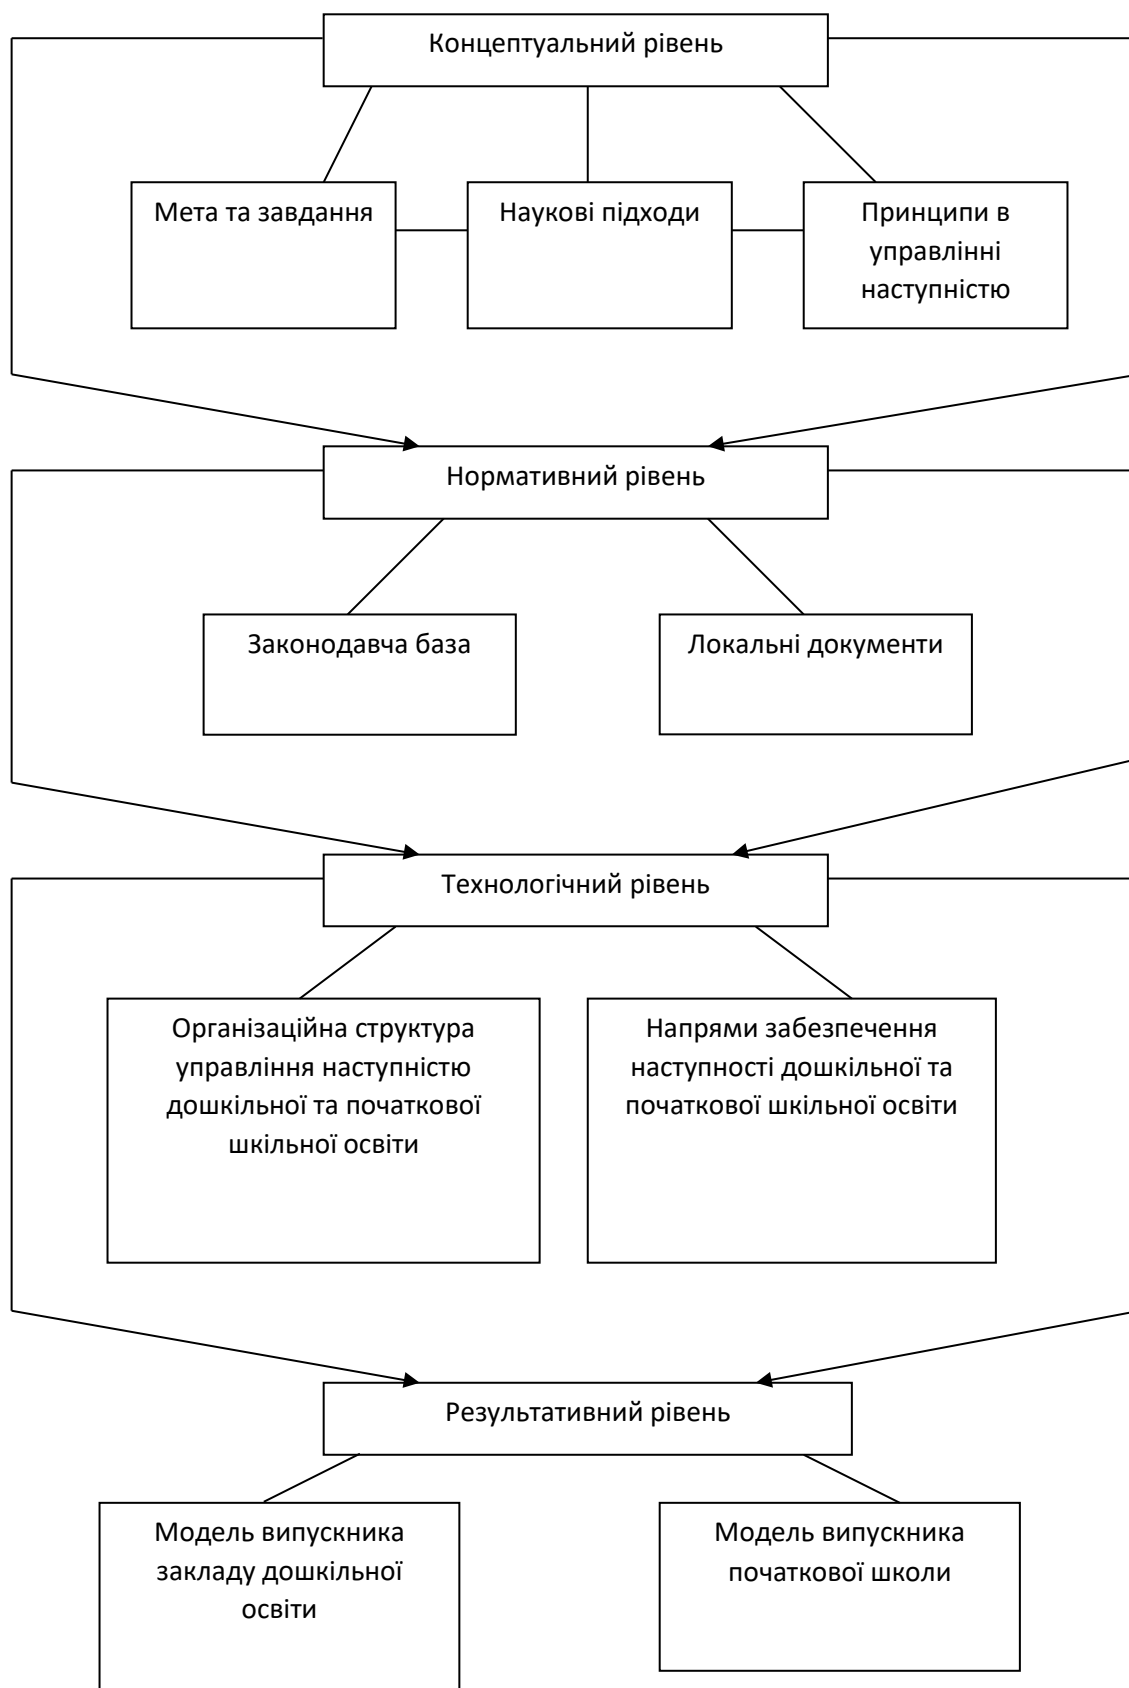 Концептуальний рівень
Мета та завдання
Наукові підходи
Принципи в
управлінні
наступністю
Нормативний рівень
Законодавча база
Локальні документи
Технологічний рівень
Організаційна структура
управління наступністю
дошкільної та початкової
шкільної освіти
Напрями забезпечення
наступності дошкільної та
початкової шкільної освіти
Результативний рівень
Модель випускника
закладу дошкільної
освіти
Модель випускника
початкової школи